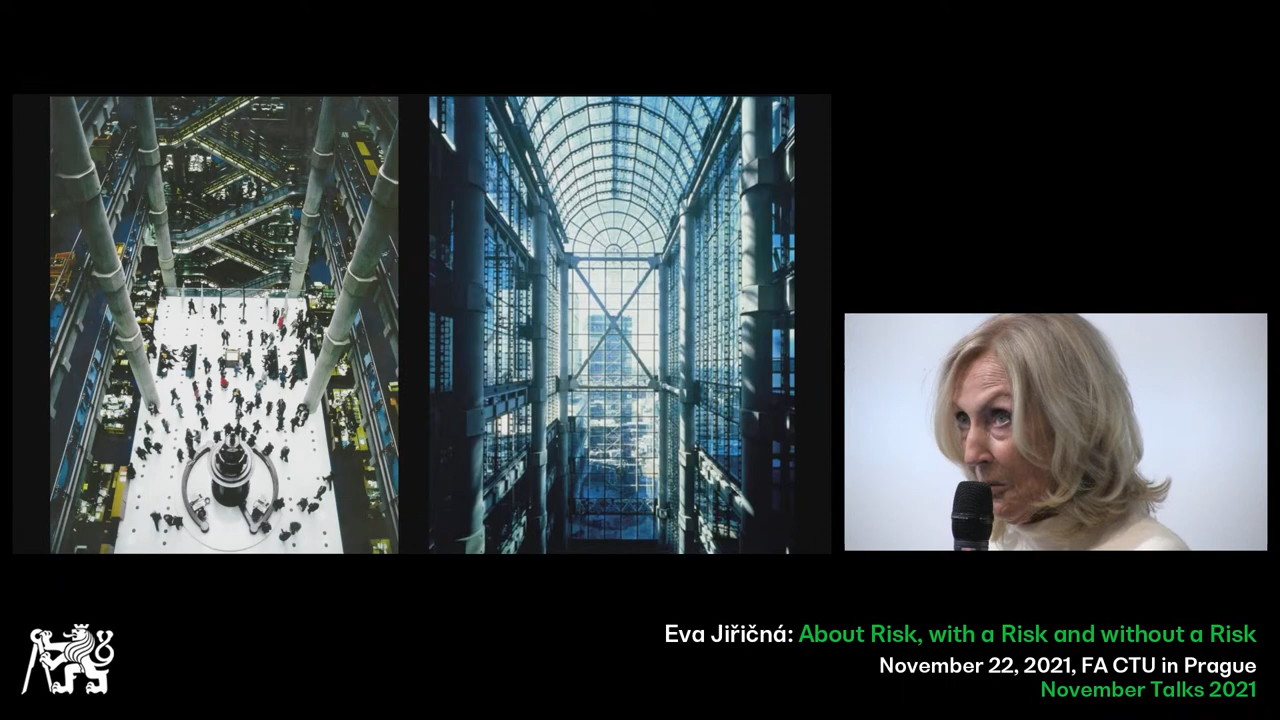 Eva Jiřičná: About Risk, with a Risk and without a Risk
November 22, 2021, FA CTU in Prague
November Talks 2021